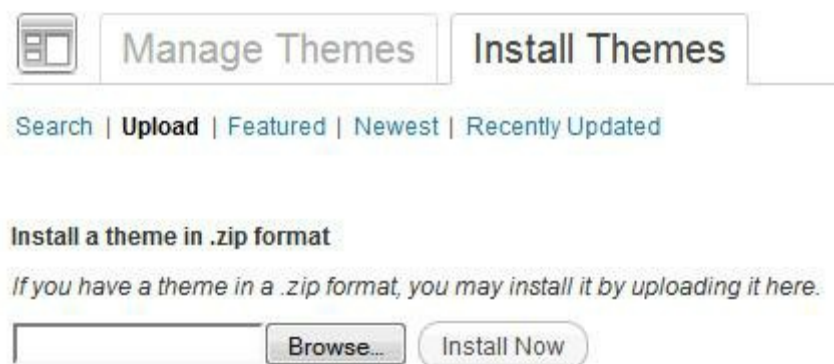 Manage Themes Install Themes
Search | Upload | Featured | Newest | Recently Updated
Install a theme in .zip format
If you have a theme in a .zip format, you may install it by uploading it here.
Browse... Install Now